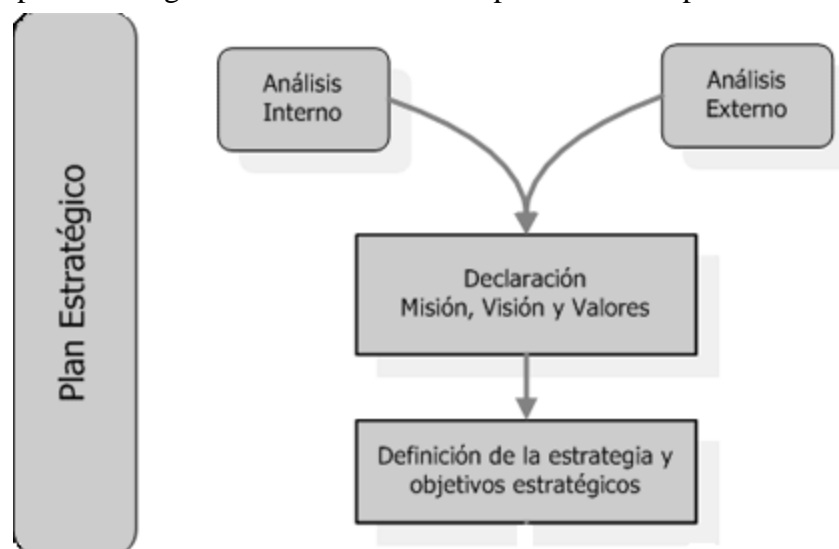 Plan Estratégico
Análisis
Interno
Análisis
Externo
Declaración
Misión, Visión y Valores
Definición de la estrategia y
objetivos estratégicos